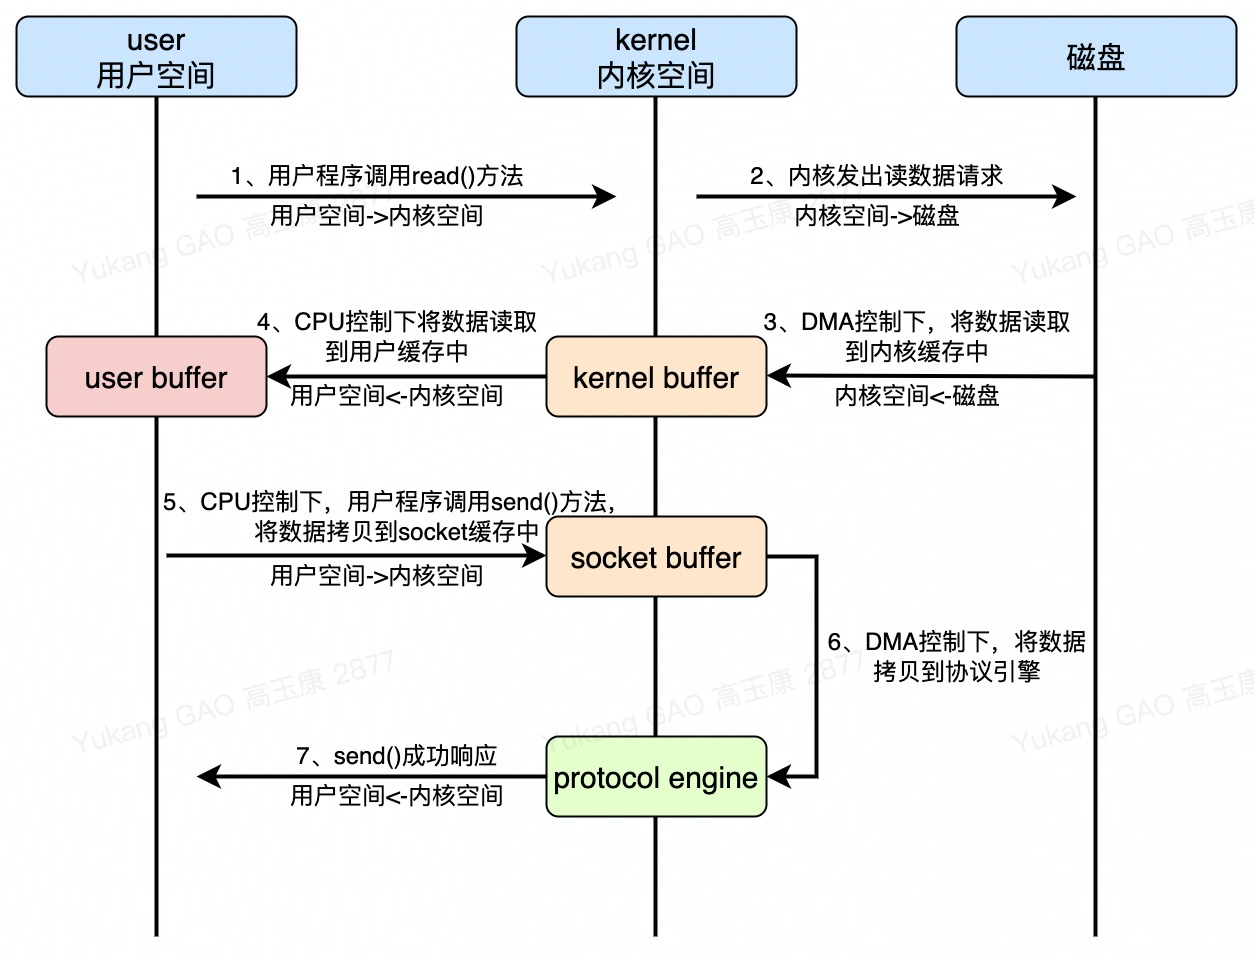 user
用户空间
kernel
内核空间
磁盘
1、用户程序调用read()方法
用户空间->内核空间
2、内核发出读数据请求
内核空间->磁盘
4、CPU控制下将数据读取
到用户缓存中
用户空间<-内核空间
3、DMA控制下，将数据读取
到内核缓存中
内核空间<-磁盘
user buffer
kernel buffer
5、CPU控制下，用户程序调用send()方法，
将数据拷贝到socket缓存中
用户空间->内核空间
socket buffer
6、DMA控制下，将数据
拷贝到协议引擎
7、send()成功响应
用户空间<-内核空间
protocol engine
Yukang GAO 高玉康 2877
Yukang GAO 高玉康 2877
Yukang GAO 高玉康
Yukang GAO 高玉康 2877
Yukang GAO 高玉康 2877
Yukang GAO 高玉康